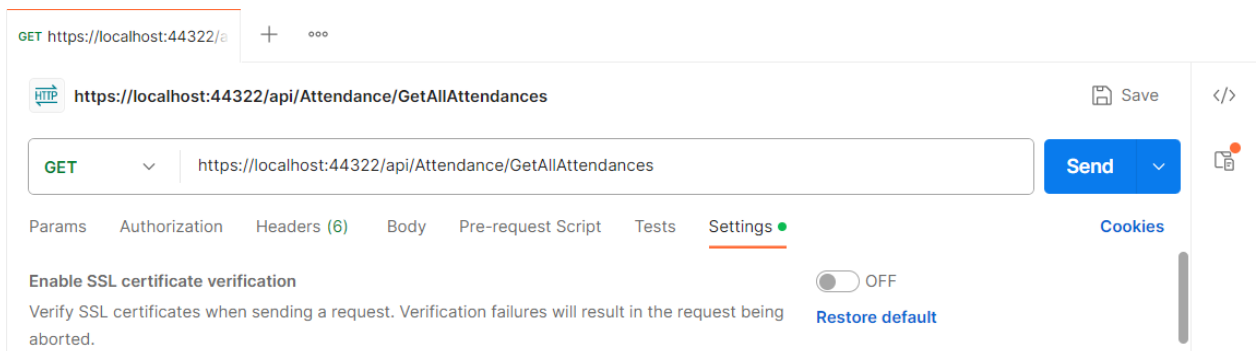 GET https://localhost:44322/a
HTTP https://localhost:44322/api/Attendance/GetAllAttendances
Save
GET
https://localhost:44322/api/Attendance/GetAllAttendances
Send
Params Authorization Headers (6) Body Pre-request Script Tests Settings Cookies
Enable SSL certificate verification
OFF
Verify SSL certificates when sending a request. Verification failures will result in the request being
aborted.
Restore default